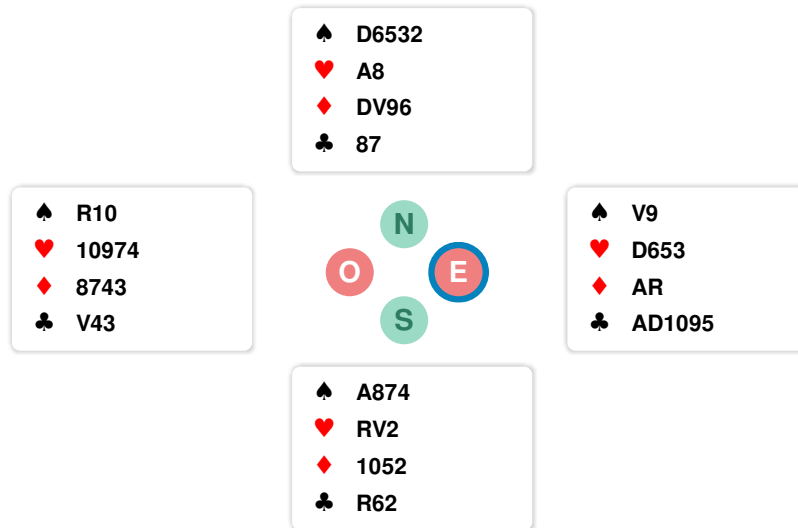 ♠ D6532
♥ A8
♦ DV96
♣ 87
♠ R10
♥ 10974
♦ 8743
♣ V43
N
O
E
S
♠ V9
♥ D653
♦ AR
♣ AD1095
♠ A874
♥ RV2
♦ 1052
♣ R62